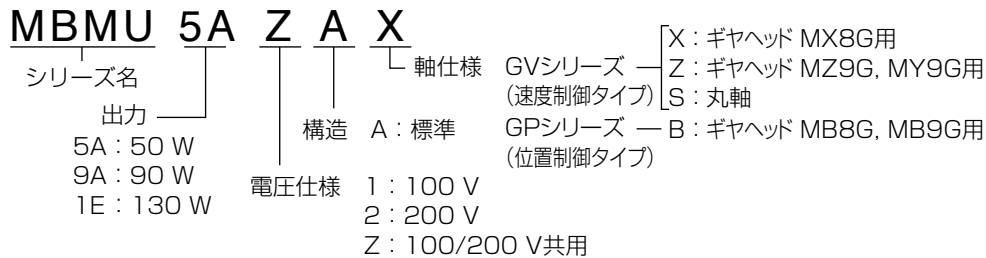 MBMU 5A Z A X
シリーズ名
出力
5A：50 W
9A：90 W
1E：130 W
電圧仕様 1：100 V
2：200 V
Z：100/200 V共用
構造 A：標準
軸仕様 GVシリーズ
（速度制御タイプ）
X：ギヤヘッド MX8G用
Z：ギヤヘッド MZ9G, MY9G用
S：丸軸
GPシリーズ
（位置制御タイプ）
B：ギヤヘッド MB8G, MB9G用